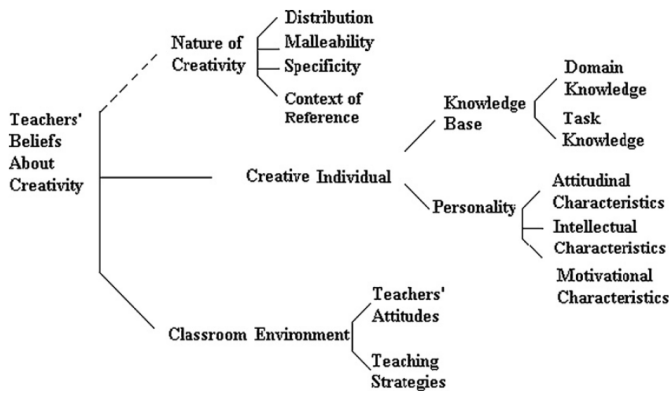 Teachers'
Beliefs
About
Creativity
Nature of
Creativity
Distribution
Malleability
Specificity
Context of
Reference
Creative Individual
Knowledge
Base
Domain
Knowledge
Task
Knowledge
Personality
Attitudinal
Characteristics
Intellectual
Characteristics
Motivational
Characteristics
Classroom Environment
Teachers'
Attitudes
Teaching
Strategies